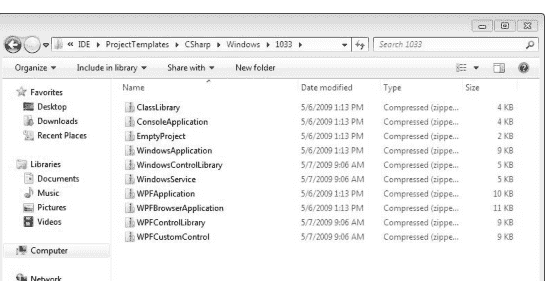 « IDE ▸ ProjectTemplates ▸ CSharp ▸ Windows ▸ 1033 ▸ Search 1033
Organize Include in library Share with New folder
Name Date modified Type Size
Favorites
Desktop
Downloads
Recent Places
Libraries
Documents
Music
Pictures
Videos
Computer
Network
ClassLibrary 5/6/2009 1:13 PM Compressed (zippe... 4 KB
ConsoleApplication 5/6/2009 1:13 PM Compressed (zippe... 4 KB
EmptyProject 5/6/2009 1:13 PM Compressed (zippe... 2 KB
WindowsApplication 5/6/2009 1:13 PM Compressed (zippe... 9 KB
WindowsControlLibrary 5/7/2009 9:06 AM Compressed (zippe... 5 KB
WindowsService 5/7/2009 9:06 AM Compressed (zippe... 5 KB
WPFApplication 5/6/2009 1:13 PM Compressed (zippe... 10 KB
WPFBrowserApplication 5/6/2009 1:13 PM Compressed (zippe... 11 KB
WPFControlLibrary 5/7/2009 9:06 AM Compressed (zippe... 9 KB
WPFCustomControl 5/7/2009 9:06 AM Compressed (zippe... 9 KB